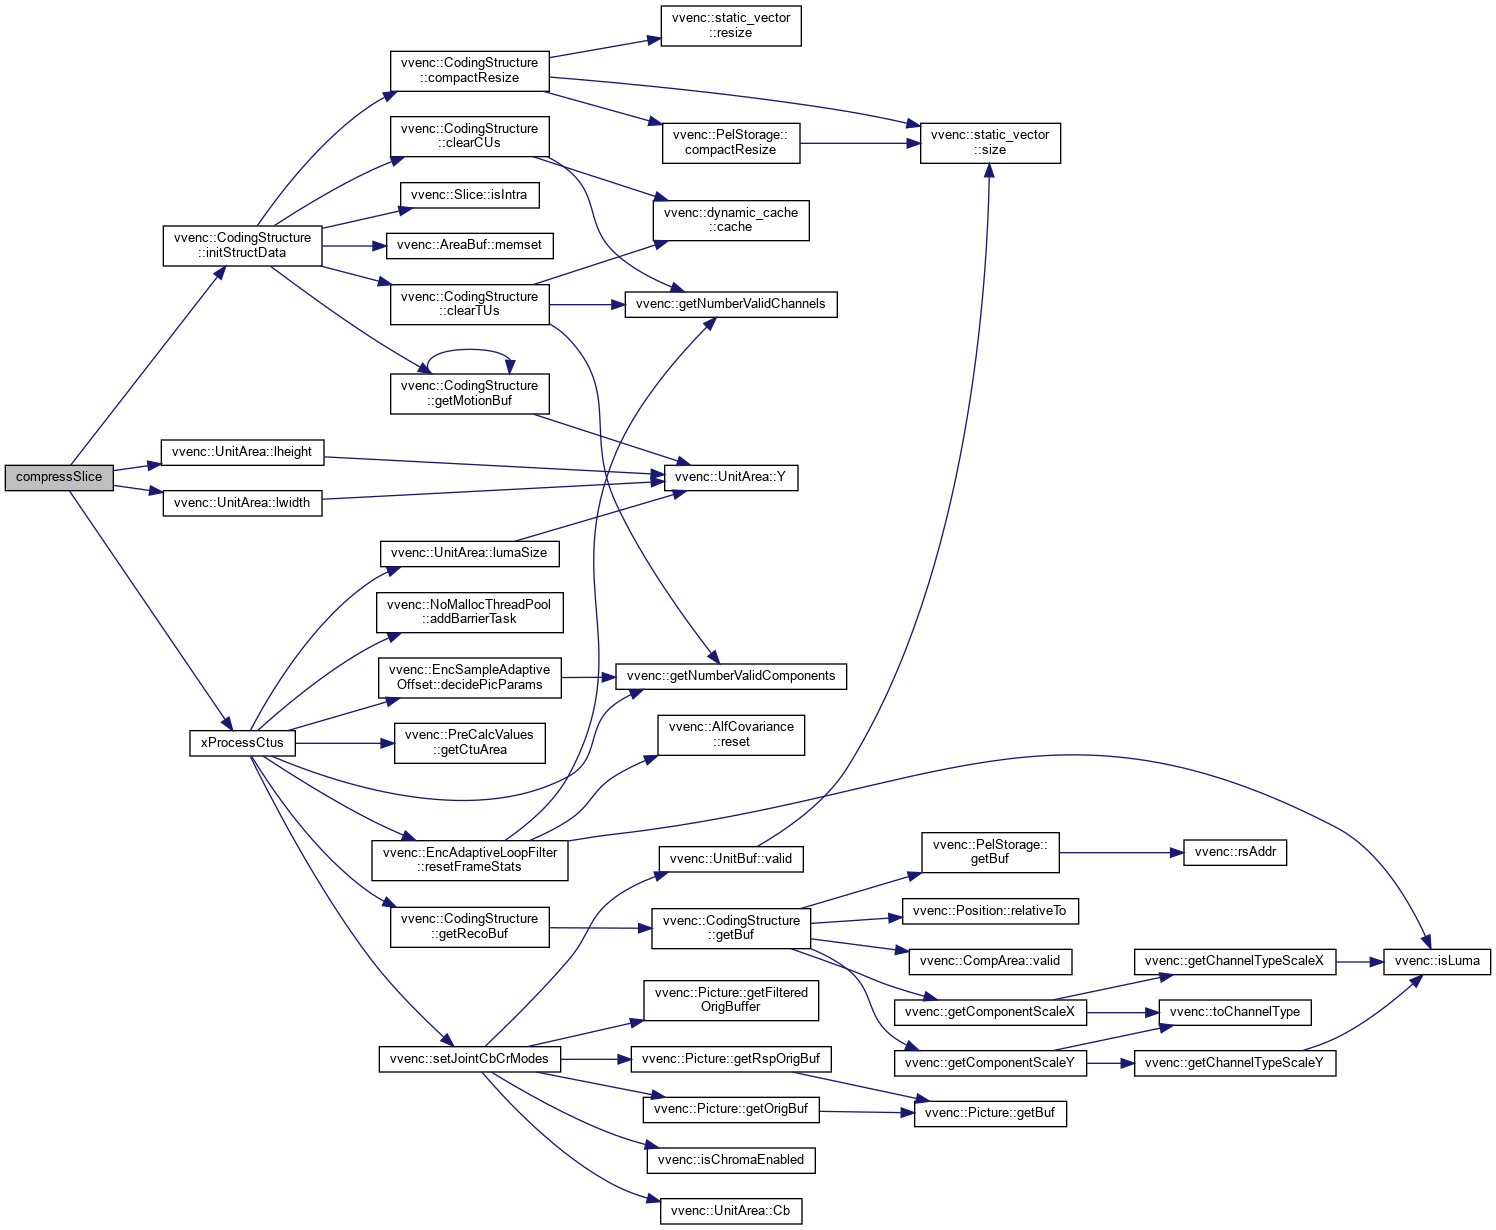 vvenc::static_vector
::resize
vvenc::CodingStructure
::compactResize
vvenc::CodingStructure
::clearCUs
vvenc::PelStorage::
compactResize
vvenc::static_vector
::size
vvenc::Slice::isIntra
vvenc::dynamic_cache
::cache
vvenc::CodingStructure
::initStructData
vvenc::AreaBuf::memset
vvenc::CodingStructure
::clearTUs
vvenc::getNumberValidChannels
vvenc::CodingStructure
::getMotionBuf
vvenc::UnitArea::lheight
compressSlice
vvenc::UnitArea::Y
vvenc::UnitArea::lwidth
vvenc::UnitArea::lumaSize
vvenc::NoMallocThreadPool
::addBarrierTask
vvenc::EncSampleAdaptive
Offset::decidePicParams
vvenc::getNumberValidComponents
xProcessCtus
vvenc::PreCalcValues
::getCtuArea
vvenc::AlfCovariance
::reset
vvenc::EncAdaptiveLoopFilter
::resetFrameStats
vvenc::UnitBuf::valid
vvenc::PelStorage::
getBuf
vvenc::rsAddr
vvenc::CodingStructure
::getRecoBuf
vvenc::CodingStructure
::getBuf
vvenc::Position::relativeTo
vvenc::CompArea::valid
vvenc::getChannelTypeScaleX
vvenc::isLuma
vvenc::Picture::getFiltered
OrigBuffer
vvenc::getComponentScaleX
vvenc::toChannelType
vvenc::setJointCbCrModes
vvenc::Picture::getRspOrigBuf
vvenc::getComponentScaleY
vvenc::getChannelTypeScaleY
vvenc::Picture::getOrigBuf
vvenc::Picture::getBuf
vvenc::isChromaEnabled
vvenc::UnitArea::Cb